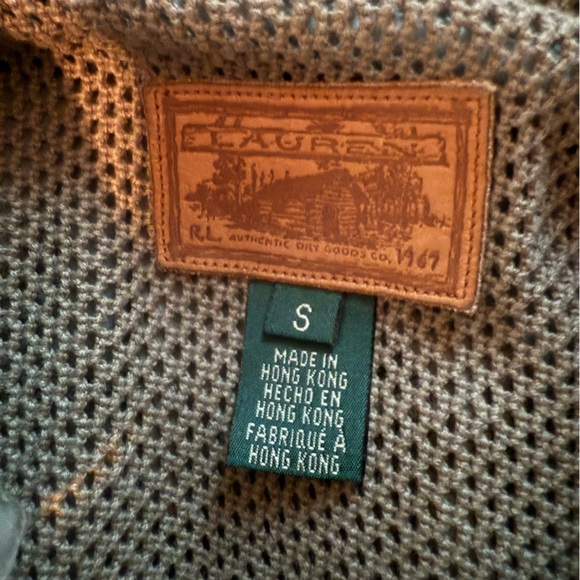 LAUREN
R.L. AUTHENTIC DRY GOODS CO. 1967
S
MADE IN
HONG KONG
HECHO EN
HONG KONG
FABRIQUÉ À
HONG KONG